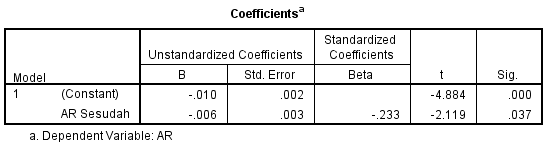 Coefficientsa
Unstandardized Coefficients Standardized Coefficients
Model B Std. Error Beta t Sig.
1 (Constant) -.010 .002 -4.884 .000
AR Sesudah -.006 .003 -.233 -2.119 .037
a. Dependent Variable: AR